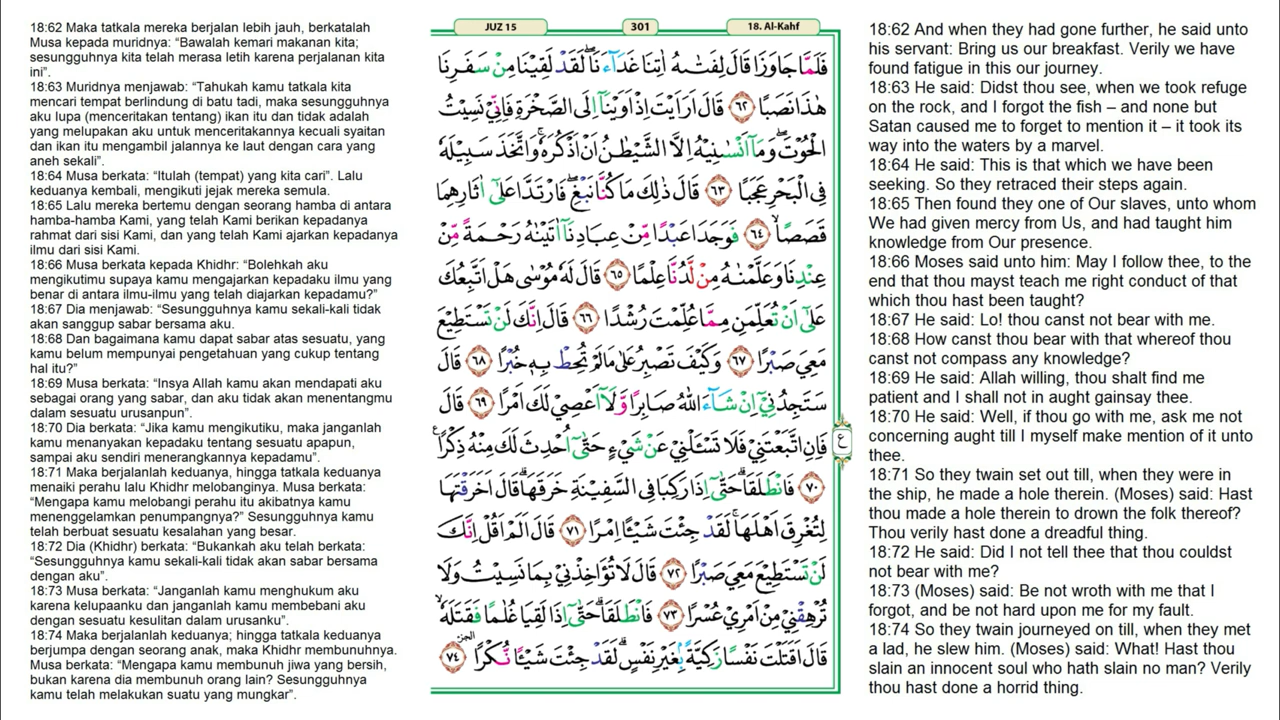 18:62 Maka tatkala mereka berjalan lebih jauh, berkatalah
Musa kepada muridnya: “Bawalah kemari makanan kita;
sesungguhnya kita telah merasa letih karena perjalanan kita
ini”.
18:63 Muridnya menjawab: “Tahukah kamu tatkala kita
mencari tempat berlindung di batu tadi, maka sesungguhnya
aku lupa (menceritakan tentang) ikan itu dan tidak adalah
yang melupakan aku untuk menceritakannya kecuali syaitan
dan ikan itu mengambil jalannya ke laut dengan cara yang
aneh sekali”.
18:64 Musa berkata: “Itulah (tempat) yang kita cari”. Lalu
keduanya kembali, mengikuti jejak mereka semula.
18:65 Lalu mereka bertemu dengan seorang hamba di antara
hamba-hamba Kami, yang telah Kami berikan kepadanya
rahmat dari sisi Kami, dan yang telah Kami ajarkan kepadanya
ilmu dari sisi Kami.
18:66 Musa berkata kepada Khidhr: “Bolehkah aku
mengikutimu supaya kamu mengajarkan kepadaku ilmu yang
benar di antara ilmu-ilmu yang telah diajarkan kepadamu?”
18:67 Dia menjawab: “Sesungguhnya kamu sekali-kali tidak
akan sanggup sabar bersama aku.
18:68 Dan bagaimana kamu dapat sabar atas sesuatu, yang
kamu belum mempunyai pengetahuan yang cukup tentang
hal itu?”
18:69 Musa berkata: “Insya Allah kamu akan mendapati aku
sebagai orang yang sabar, dan aku tidak akan menentangmu
dalam sesuatu urusanpun”.
18:70 Dia berkata: “Jika kamu mengikutiku, maka janganlah
kamu menanyakan kepadaku tentang sesuatu apapun,
sampai aku sendiri menerangkannya kepadamu”.
18:71 Maka berjalanlah keduanya, hingga tatkala keduanya
menaiki perahu lalu Khidhr melobanginya. Musa berkata:
“Mengapa kamu melobangi perahu itu akibatnya kamu
menenggelamkan penumpangnya?” Sesungguhnya kamu
telah berbuat sesuatu kesalahan yang besar.
18:72 Dia (Khidhr) berkata: “Bukankah aku telah berkata:
“Sesungguhnya kamu sekali-kali tidak akan sabar bersama
dengan aku”.
18:73 Musa berkata: “Janganlah kamu menghukum aku
karena kelupaanku dan janganlah kamu membebani aku
dengan sesuatu kesulitan dalam urusanku”.
18:74 Maka berjalanlah keduanya; hingga tatkala keduanya
berjumpa dengan seorang anak, maka Khidhr membunuhnya.
Musa berkata: “Mengapa kamu membunuh jiwa yang bersih,
bukan karena dia membunuh orang lain? Sesungguhnya
kamu telah melakukan suatu yang mungkar”.
JUZ 15
301
18. Al-Kahf
فَلَمَّا جَاوَزَا قَالَ لِفَتٰىهُ اٰتِنَا غَدَاۤءَنَاۖ لَقَدْ لَقِيْنَا مِنْ سَفَرِنَا
هٰذَا نَصَبًا ۝٦٢ قَالَ اَرَاَيْتَ اِذْ اَوَيْنَآ اِلَى الصَّخْرَةِ فَاِنِّيْ نَسِيْتُ
الْحُوْتَۖ وَمَآ اَنْسٰىنِيْهُ اِلَّا الشَّيْطٰنُ اَنْ اَذْكُرَهٗۚ وَاتَّخَذَ سَبِيْلَهٗ
فِى الْبَحْرِ عَجَبًا ۝٦٣ قَالَ ذٰلِكَ مَا كُنَّا نَبْغِۖ فَارْتَدَّا عَلٰٓى اٰثَارِهِمَا
قَصَصًاۙ ۝٦٤ فَوَجَدَا عَبْدًا مِّنْ عِبَادِنَآ اٰتَيْنٰهُ رَحْمَةً مِّنْ
عِنْدِنَا وَعَلَّمْنٰهُ مِنْ لَّدُنَّا عِلْمًا ۝٦٥ قَالَ لَهٗ مُوْسٰى هَلْ اَتَّبِعُكَ
عَلٰٓى اَنْ تُعَلِّمَنِ مِمَّا عُلِّمْتَ رُشْدًا ۝٦٦ قَالَ اِنَّكَ لَنْ تَسْتَطِيْعَ
مَعِيَ صَبْرًا ۝٦٧ وَكَيْفَ تَصْبِرُ عَلٰى مَا لَمْ تُحِطْ بِهٖ خُبْرًا ۝٦٨ قَالَ
سَتَجِدُنِيْٓ اِنْ شَاۤءَ اللّٰهُ صَابِرًا وَّلَآ اَعْصِيْ لَكَ اَمْرًا ۝٦٩ قَالَ
فَاِنِ اتَّبَعْتَنِيْ فَلَا تَسْـَٔلْنِيْ عَنْ شَيْءٍ حَتّٰٓى اُحْدِثَ لَكَ مِنْهُ ذِكْرًا ࣖ
۝٧٠ فَانْطَلَقَاۗ حَتّٰٓى اِذَا رَكِبَا فِى السَّفِيْنَةِ خَرَقَهَاۗ قَالَ اَخَرَقْتَهَا
لِتُغْرِقَ اَهْلَهَاۚ لَقَدْ جِئْتَ شَيْـًٔا اِمْرًا ۝٧١ قَالَ اَلَمْ اَقُلْ اِنَّكَ
لَنْ تَسْتَطِيْعَ مَعِيَ صَبْرًا ۝٧٢ قَالَ لَا تُؤَاخِذْنِيْ بِمَا نَسِيْتُ وَلَا
تُرْهِقْنِيْ مِنْ اَمْرِيْ عُسْرًا ۝٧٣ فَانْطَلَقَاۗ حَتّٰٓى اِذَا لَقِيَا غُلٰمًا فَقَتَلَهٗۙ
قَالَ اَقَتَلْتَ نَفْسًا زَكِيَّةً ۢ بِغَيْرِ نَفْسٍۗ لَقَدْ جِئْتَ شَيْـًٔا نُّكْرًا ۝٧٤
الجزء
ع
18:62 And when they had gone further, he said unto
his servant: Bring us our breakfast. Verily we have
found fatigue in this our journey.
18:63 He said: Didst thou see, when we took refuge
on the rock, and I forgot the fish – and none but
Satan caused me to forget to mention it – it took its
way into the waters by a marvel.
18:64 He said: This is that which we have been
seeking. So they retraced their steps again.
18:65 Then found they one of Our slaves, unto whom
We had given mercy from Us, and had taught him
knowledge from Our presence.
18:66 Moses said unto him: May I follow thee, to the
end that thou mayst teach me right conduct of that
which thou hast been taught?
18:67 He said: Lo! thou canst not bear with me.
18:68 How canst thou bear with that whereof thou
canst not compass any knowledge?
18:69 He said: Allah willing, thou shalt find me
patient and I shall not in aught gainsay thee.
18:70 He said: Well, if thou go with me, ask me not
concerning aught till I myself make mention of it unto
thee.
18:71 So they twain set out till, when they were in
the ship, he made a hole therein. (Moses) said: Hast
thou made a hole therein to drown the folk thereof?
Thou verily hast done a dreadful thing.
18:72 He said: Did I not tell thee that thou couldst
not bear with me?
18:73 (Moses) said: Be not wroth with me that I
forgot, and be not hard upon me for my fault.
18:74 So they twain journeyed on till, when they met
a lad, he slew him. (Moses) said: What! Hast thou
slain an innocent soul who hath slain no man? Verily
thou hast done a horrid thing.